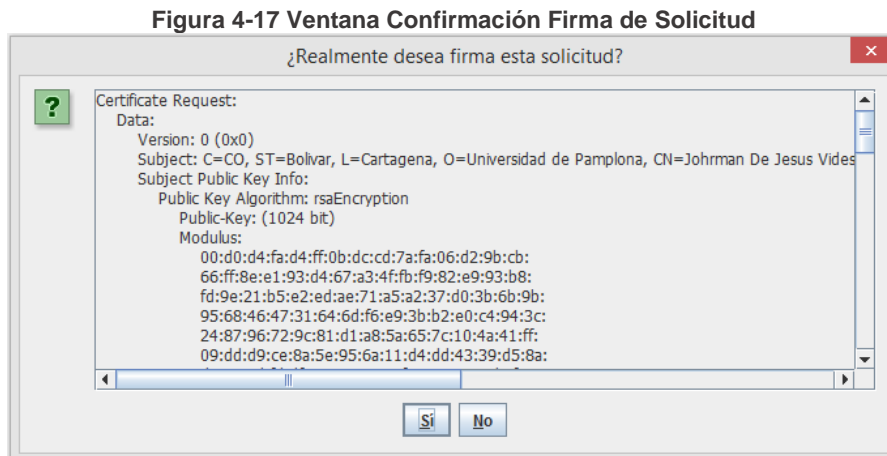 Figura 4-17 Ventana Confirmación Firma de Solicitud
¿Realmente desea firma esta solicitud?
Certificate Request:
Data:
Version: 0 (0x0)
Subject: C=CO, ST=Bolivar, L=Cartagena, O=Universidad de Pamplona, CN=Johrman De Jesus Vides
Subject Public Key Info:
Public Key Algorithm: rsaEncryption
Public-Key: (1024 bit)
Modulus:
00:d0:d4:fa:d4:ff:0b:dc:cd:7a:fa:06:d2:9b:cb:
66:ff:8e:e1:93:d4:67:a3:4f:fb:f9:82:e9:93:b8:
fd:9e:21:b5:e2:ed:ae:71:a5:a2:37:d0:3b:6b:9b:
95:68:46:47:31:64:6d:f6:e9:3b:b2:e0:c4:94:3c:
24:87:96:72:9c:81:d1:a8:5a:65:7c:10:4a:41:ff:
09:dd:d9:ce:8a:5e:95:6a:11:d4:dd:43:39:d5:8a:
Si No